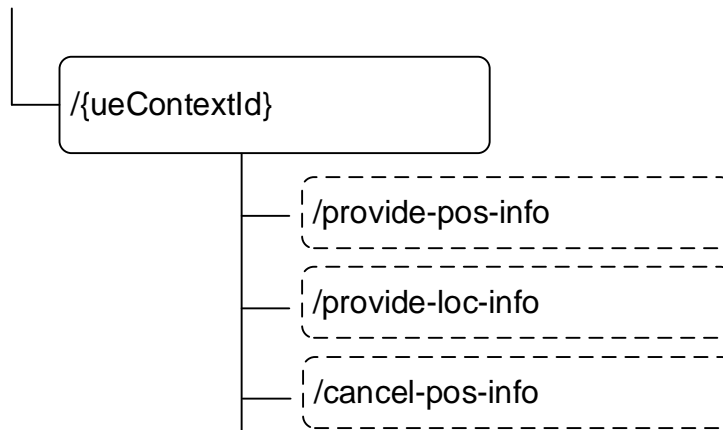 /{ueContextId}
/provide-pos-info
/provide-loc-info
/cancel-pos-info